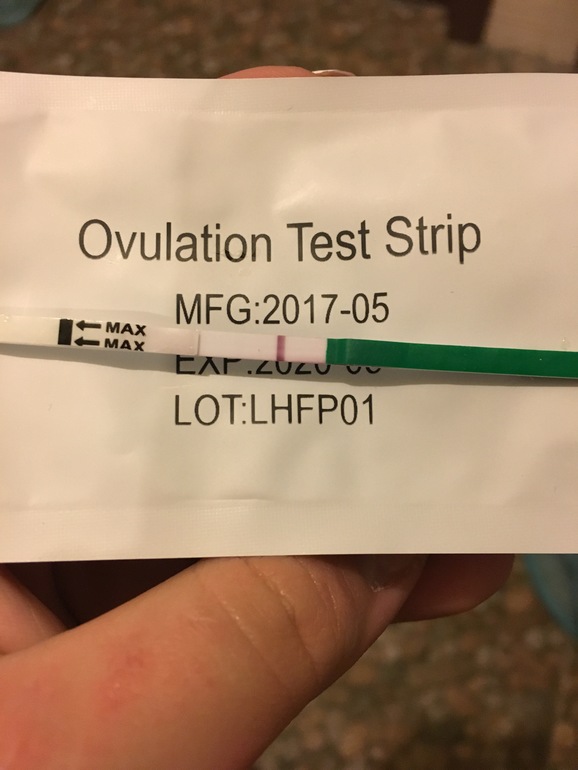 Ovulation Test Strip
MFG:2017-05
MAX
MAX
LOT:LHFP01